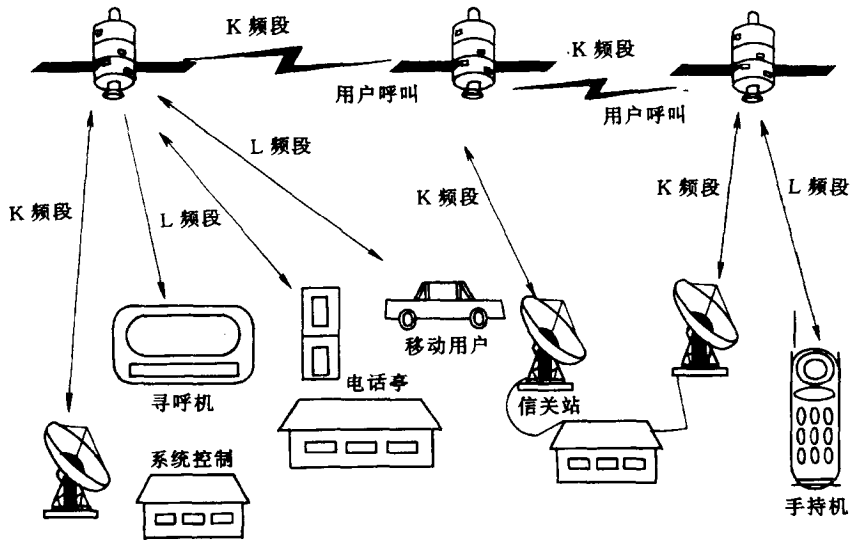 K 频段
K 频段
用户呼叫
用户呼叫
L 频段
K 频段
K 频段
L 频段
K 频段
L 频段
移动用户
寻呼机
电话亭
信关站
系统控制
手持机